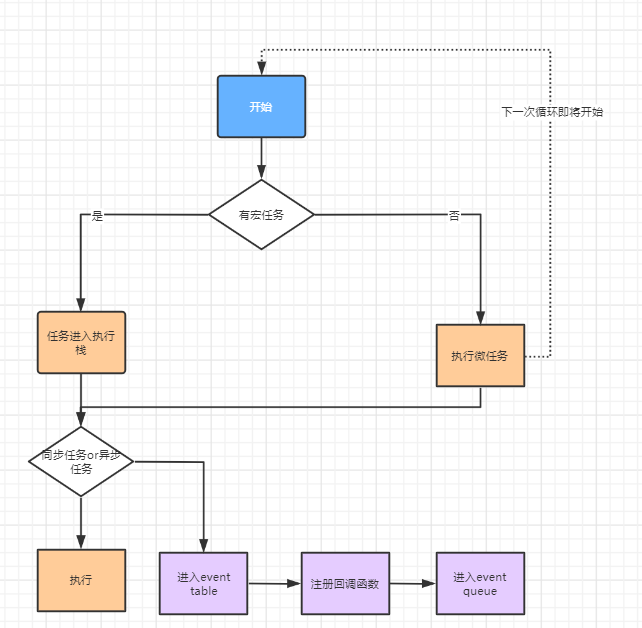 下一次循环即将开始
开始
有宏任务
是
否
任务进入执行
栈
执行微任务
同步任务or异步
任务
执行
进入event
table
注册回调函数
进入event
queue